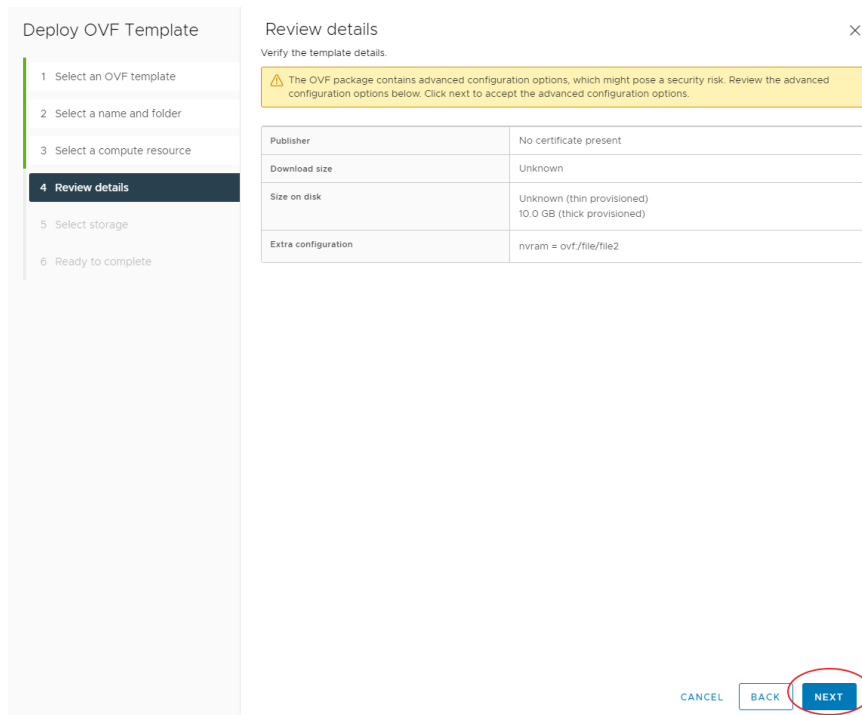 Deploy OVF Template
1 Select an OVF template
2 Select a name and folder
3 Select a compute resource
4 Review details
5 Select storage
6 Ready to complete
Review details
Verify the template details.
The OVF package contains advanced configuration options, which might pose a security risk. Review the advanced
configuration options below. Click next to accept the advanced configuration options.
Publisher No certificate present
Download size Unknown
Size on disk Unknown (thin provisioned)
10.0 GB (thick provisioned)
Extra configuration nvram = ovf:/file/file2
CANCEL BACK NEXT